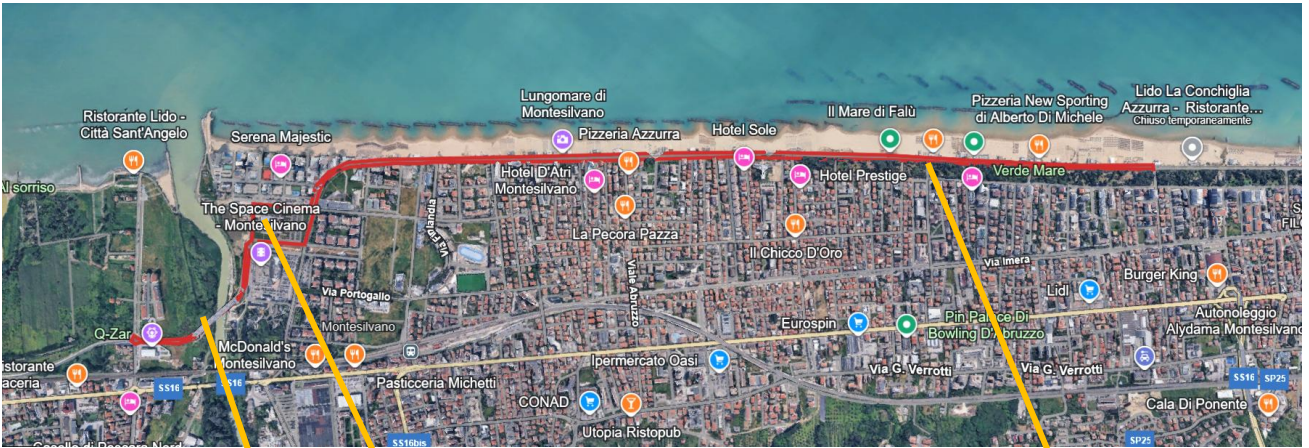 Ristorante Lido -
Città Sant'Angelo
Serena Majestic
Lungomare di
Montesilvano
Pizzeria Azzurra
Hotel Sole
Il Mare di Falù
Pizzeria New Sporting
di Alberto Di Michele
Lido La Conchiglia
Azzurra - Ristorante...
Chiuso temporaneamente
Al sorriso
Hotel D'Atri
Montesilvano
Hotel Prestige
Verde Mare
The Space Cinema
- Montesilvano
Via Finlandia
La Pecora Pazza
Il Chicco D'Oro
Viale Abruzzo
Via Imera
Burger King
Lidl
Via Portogallo
Q-Zar
Montesilvano
Eurospin
Pin Palace Di
Bowling D'Abruzzo
Autonoleggio
Alydama Montesilvano
McDonald's
Montesilvano
Ipermercato Oasi
Via G. Verrotti
Via G. Verrotti
istorante
aceria
SS16
SS16
Pasticceria Michetti
CONAD
SS16
SP25
Cala Di Ponente
Utopia Ristopub
SS16bis
SP25